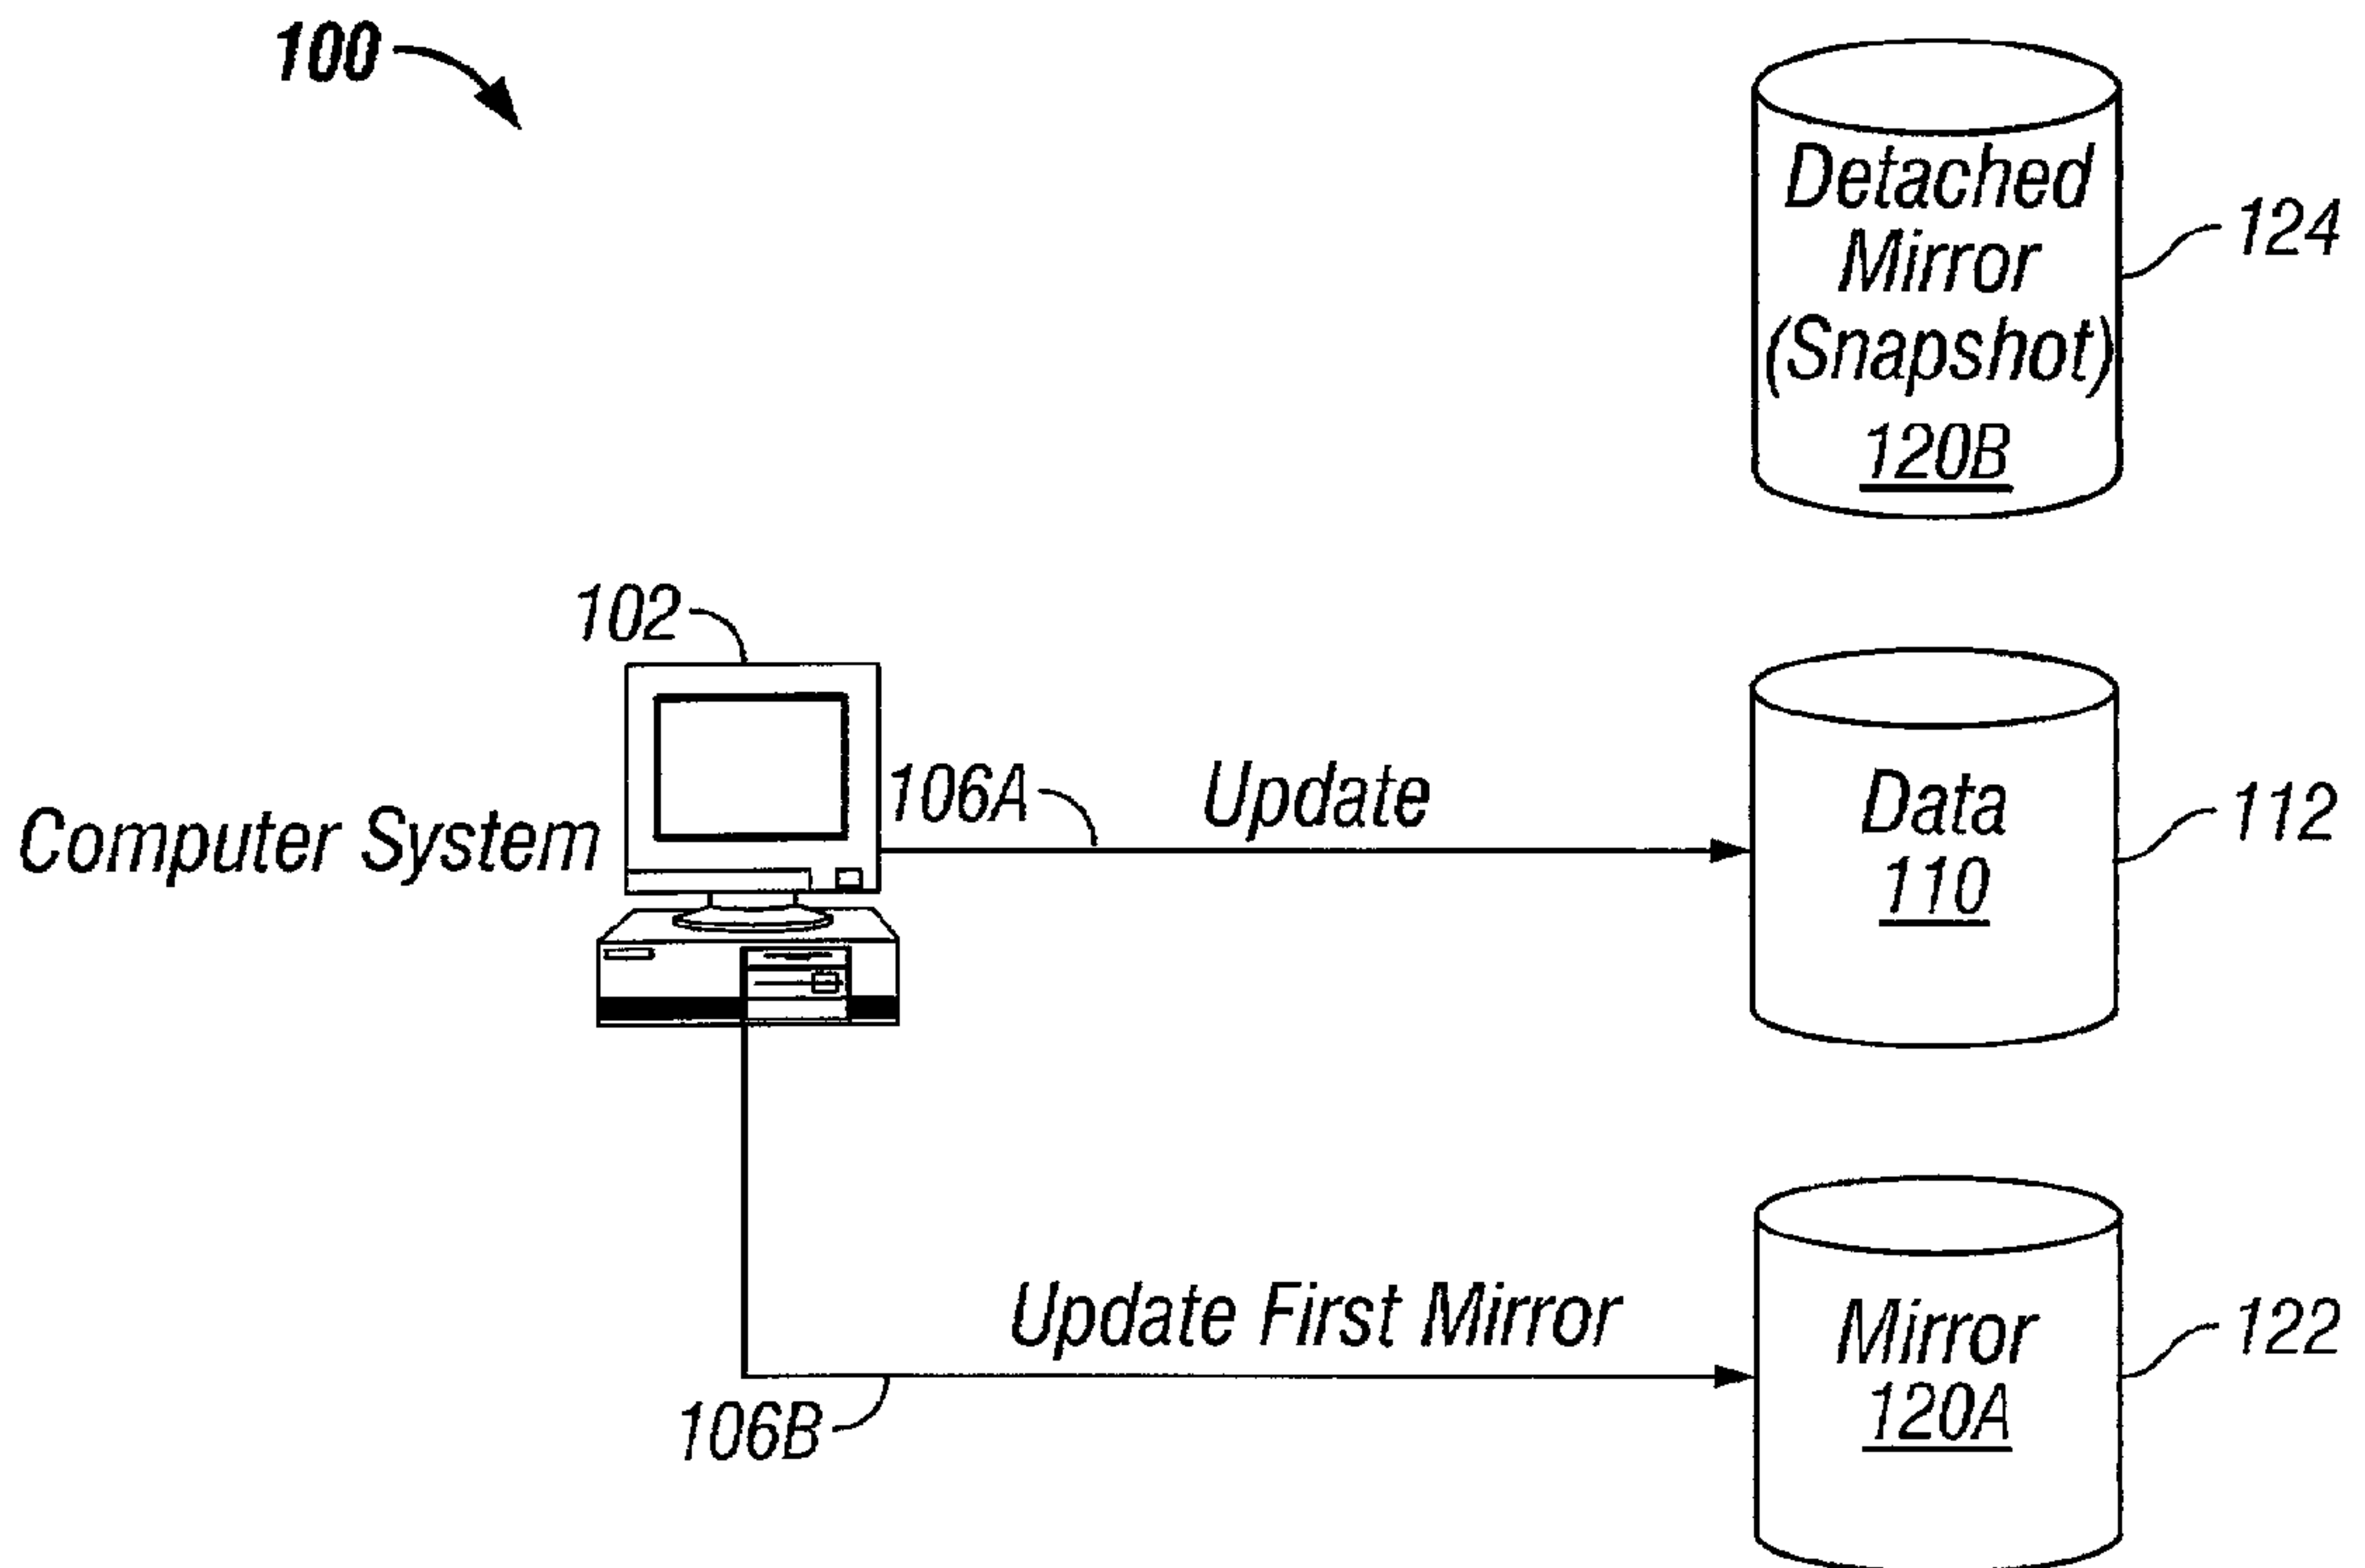 100
Detached
Mirror
(Snapshot)
120B
124
102
Computer System
106A
Update
Data
110
112
Update First Mirror
106B
Mirror
120A
122